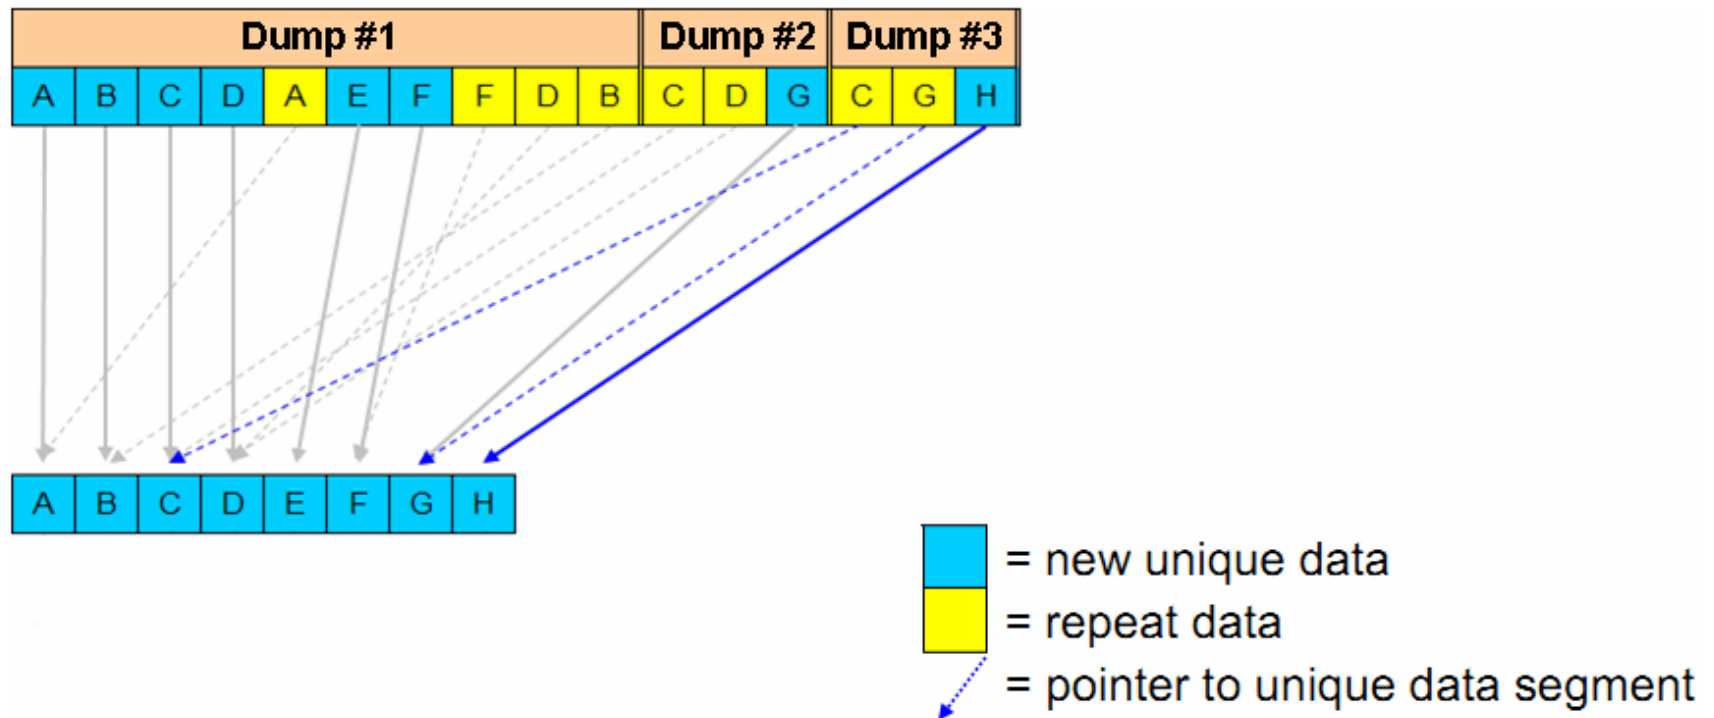 Dump #1 Dump #2 Dump #3
A B C D A E F F D B C D G C G H
A B C D E F G H
= new unique data
= repeat data
= pointer to unique data segment